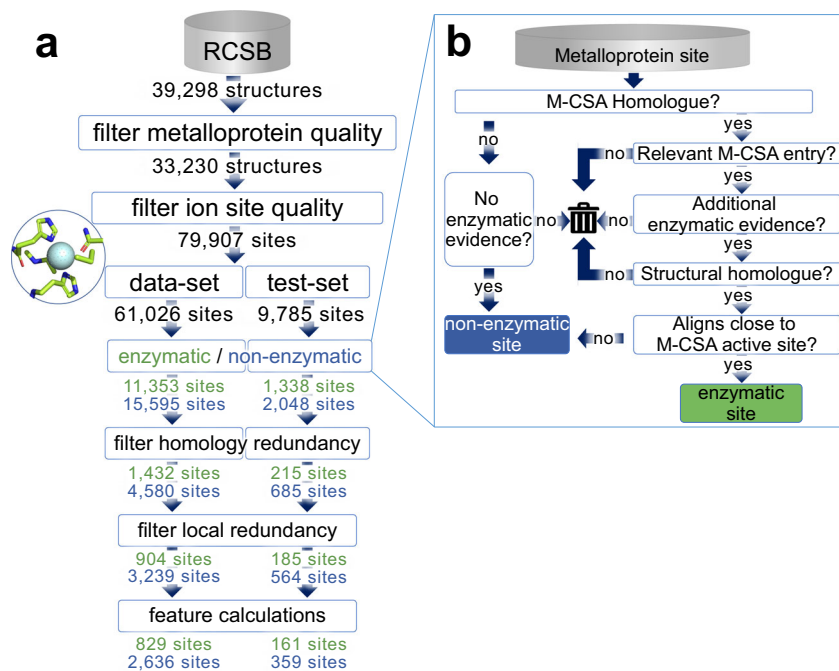 a
RCSB
39,298 structures
filter metalloprotein quality
33,230 structures
filter ion site quality
79,907 sites
data-set
test-set
61,026 sites
9,785 sites
enzymatic / non-enzymatic
11,353 sites
1,338 sites
15,595 sites
2,048 sites
filter homology redundancy
1,432 sites
215 sites
4,580 sites
685 sites
filter local redundancy
904 sites
185 sites
3,239 sites
564 sites
feature calculations
829 sites
161 sites
2,636 sites
359 sites
b
Metalloprotein site
M-CSA Homologue?
no
yes
no
Relevant M-CSA entry?
yes
No
enzymatic
evidence?
no
no
Additional
enzymatic evidence?
yes
no
Structural homologue?
yes
yes
non-enzymatic
site
no
Aligns close to
M-CSA active site?
yes
enzymatic
site